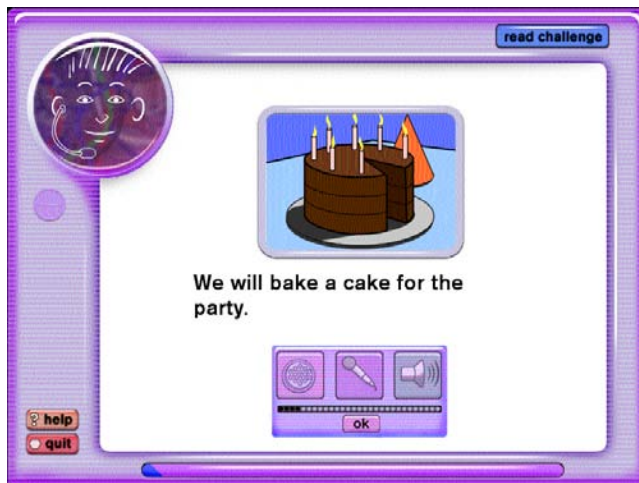 read challenge
We will bake a cake for the
party.
ok
? help
quit